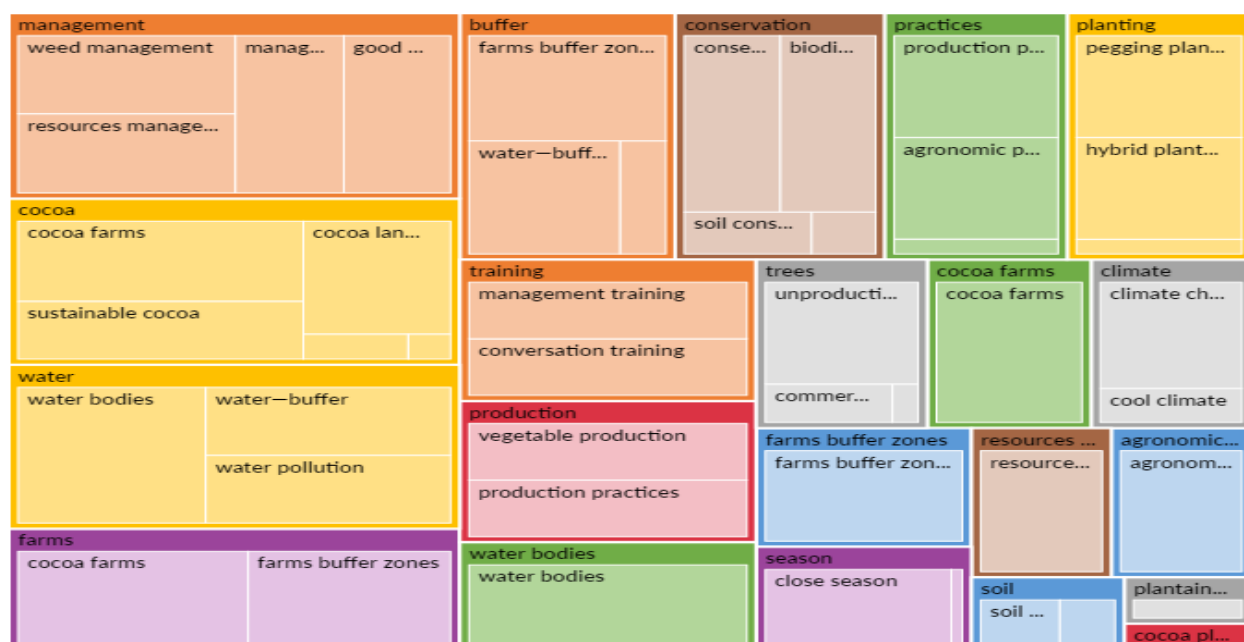 management
weed management
manag...
good ...
resources manage...
cocoa
cocoa farms
cocoa lan...
sustainable cocoa
water
water bodies
water—buffer
water pollution
farms
cocoa farms
farms buffer zones
buffer
farms buffer zon...
water—buff...
conservation
conse...
biodi...
soil cons...
practices
production p...
agronomic p...
planting
pegging plan...
hybrid plant...
training
management training
conversation training
production
vegetable production
production practices
water bodies
water bodies
trees
unproducti...
commer...
cocoa farms
cocoa farms
climate
climate ch...
cool climate
farms buffer zones
farms buffer zon...
resources ...
resource...
agronomic...
agronom...
season
close season
soil
soil ...
plantain...
cocoa pl...